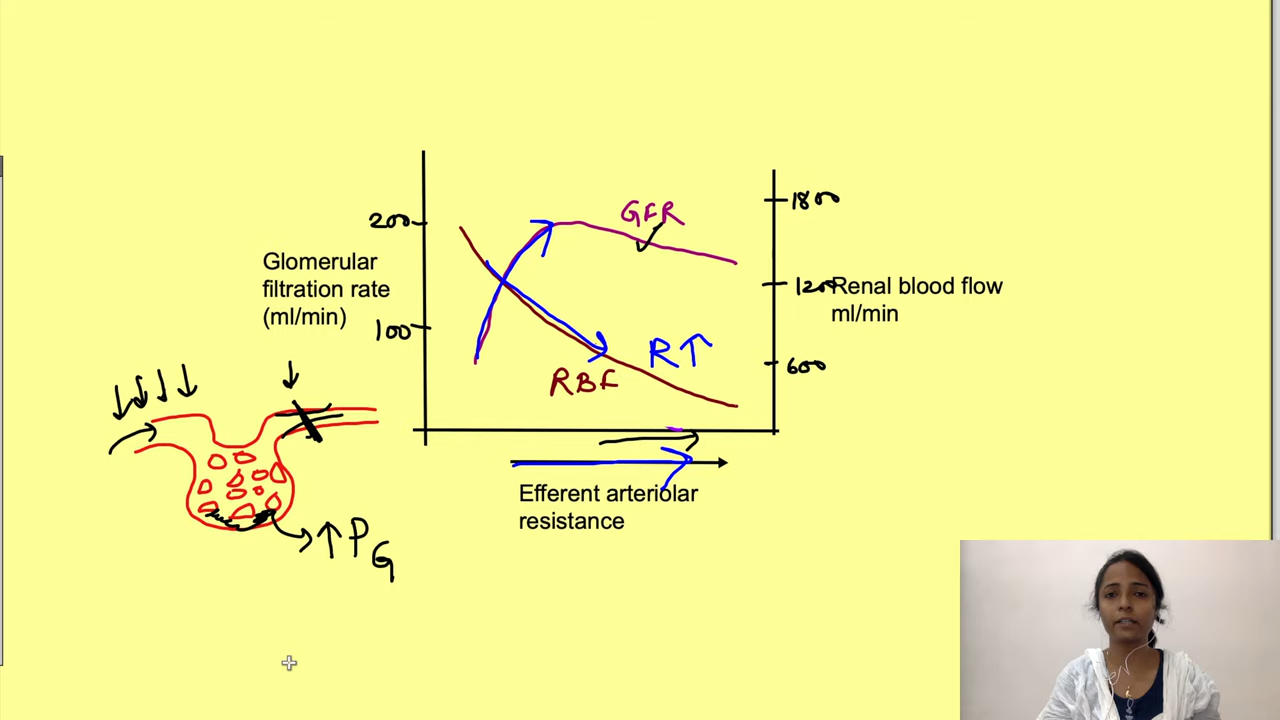 1800
GFR
200
Glomerular
filtration rate
(ml/min)
1200
Renal blood flow
ml/min
100
R↑
600
RBF
Efferent arteriolar
resistance
↑ PG